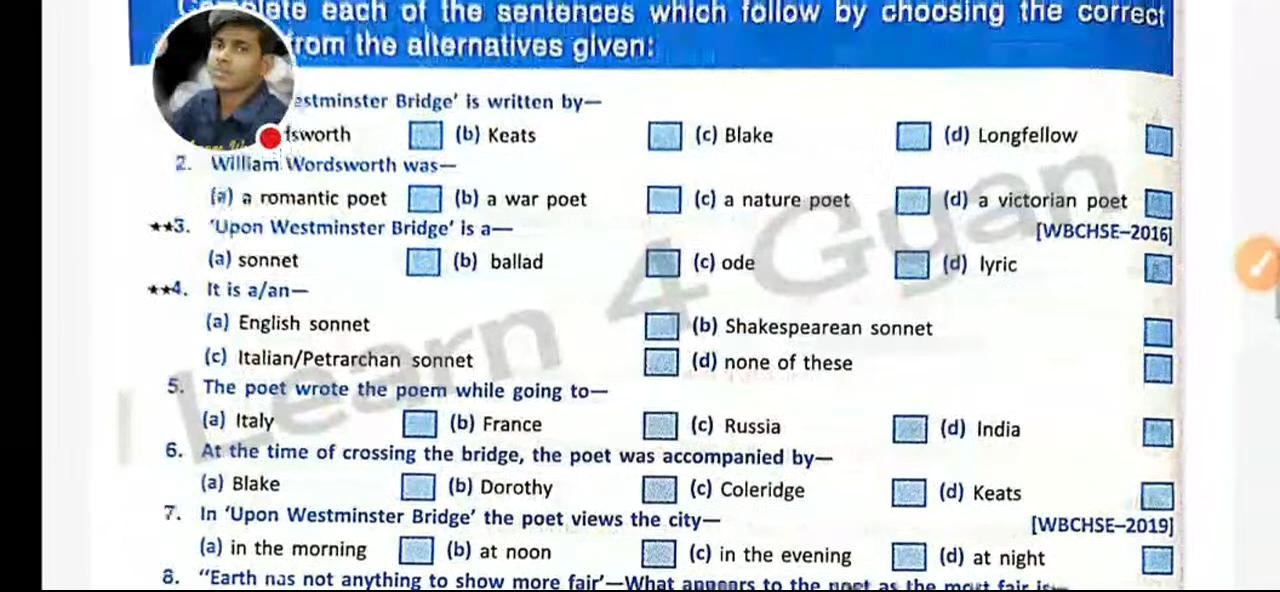 each of the sentences which follow by choosing the correct
from the alternatives given:
Westminster Bridge' is written by—
(b) Keats (c) Blake (d) Longfellow
2. William Wordsworth was—
(a) a romantic poet (b) a war poet (c) a nature poet (d) a victorian poet
★★3. 'Upon Westminster Bridge' is a— [WBCHSE–2016]
(a) sonnet (b) ballad (c) ode (d) lyric
★★4. It is a/an—
(a) English sonnet (b) Shakespearean sonnet
(c) Italian/Petrarchan sonnet (d) none of these
5. The poet wrote the poem while going to—
(a) Italy (b) France (c) Russia (d) India
6. At the time of crossing the bridge, the poet was accompanied by—
(a) Blake (b) Dorothy (c) Coleridge (d) Keats
7. In 'Upon Westminster Bridge' the poet views the city— [WBCHSE–2019]
(a) in the morning (b) at noon (c) in the evening (d) at night
8. "Earth has not anything to show more fair'—What appears to the poet as the most fair is—
Learn 4 Gyan